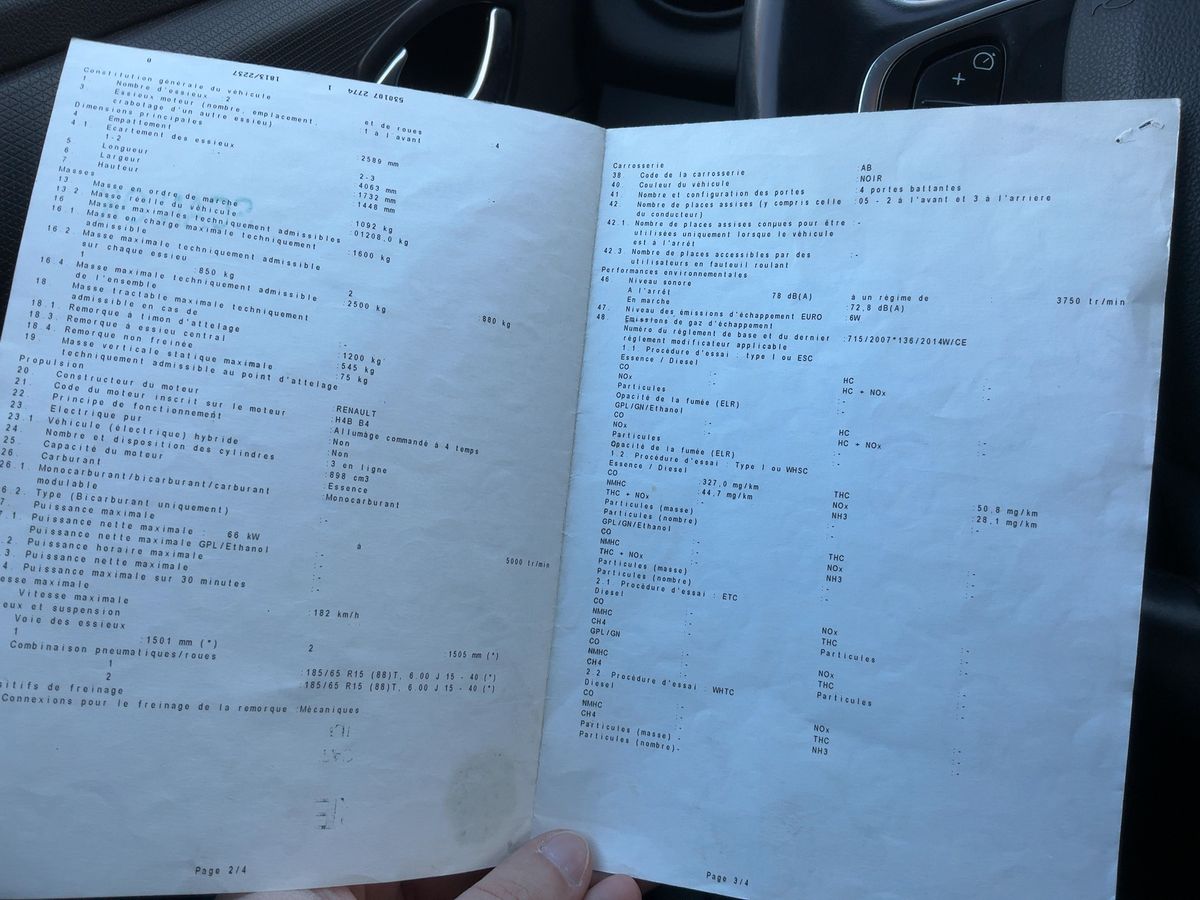 8
1813/2237
1
530107 2774
Constitution générale du véhicule
1 Nombre d'essieux 2 et de roues :4
3 Essieux moteur (nombre, emplacement, 1 à l'avant
crabotage d'un autre essieu)
Dimensions principales
4 Empattement :2589 mm
4.1 Ecartement des essieux
1-2 2-3
5 Longueur 4063 mm
6 Largeur :1732 mm
7 Hauteur 1448 mm
Masses
13 Masse en ordre de marche :1092 kg
13.2 Masse réelle du véhicule :01208,0 kg
16 Masses maximales techniquement admissibles
16.1 Masse en charge maximale techniquement :1600 kg
admissible
16.2. Masse maximale techniquement admissible
sur chaque essieu
1 :850 kg 2 :880 kg
16.4 Masse maximale techniquement admissible :2500 kg
de l'ensemble
18. Masse tractable maximale techniquement
admissible en cas de
18.1. Remorque à timon d'attelage
18.3. Remorque à essieu central :1200 kg
18.4. Remorque non freinée :545 kg
19. Masse verticale statique maximale :75 kg
techniquement admissible au point d'attelage
Propulsion
20. Constructeur du moteur :RENAULT
21. Code du moteur inscrit sur le moteur :H4B B4
22. Principe de fonctionnement :Allumage commandé à 4 temps
23. Electrique pur :Non
23.1 Véhicule (électrique) hybride :Non
24. Nombre et disposition des cylindres :3 en ligne
25. Capacité du moteur :898 cm3
26. Carburant :Essence
26.1. Monocarburant/bicarburant/carburant :Monocarburant
modulable
6.2. Type (Bicarburant uniquement) :-
7. Puissance maximale
7.1. Puissance nette maximale : 66 kW à 5000 tr/min
Puissance nette maximale GPL/Ethanol :-
.2. Puissance horaire maximale :-
.3. Puissance nette maximale :-
4. Puissance maximale sur 30 minutes :-
esse maximale
Vitesse maximale :182 km/h
eux et suspension
Voie des essieux
1 :1501 mm (*) 2 :1505 mm (*)
Combinaison pneumatiques/roues
1 :185/65 R15 (88)T, 6.00 J 15 - 40 (*)
2 :185/65 R15 (88)T, 6.00 J 15 - 40 (*)
sitifs de freinage
Connexions pour le freinage de la remorque :Mécaniques
Page 2/4
Carrosserie
38. Code de la carrosserie :AB
40. Couleur du véhicule :NOIR
41. Nombre et configuration des portes :4 portes battantes
42. Nombre de places assises (y compris celle :05 - 2 à l'avant et 3 à l'arrière
du conducteur)
42.1 Nombre de places assises conçues pour être :-
utilisées uniquement lorsque le véhicule
est à l'arrêt
42.3 Nombre de places accessibles par des :-
utilisateurs en fauteuil roulant
Performances environnementales
46. Niveau sonore
A l'arrêt 78 dB(A) à un régime de : 3750 tr/min
En marche :72,8 dB(A)
47. Niveau des émissions d'échappement EURO :6W
48. Emissions de gaz d'échappement
Numéro du règlement de base et du dernier :715/2007*136/2014W/CE
règlement modificateur applicable
1.1. Procédure d'essai : type I ou ESC
Essence / Diesel
CO :- HC :-
NOx :- HC + NOx :-
Particules :-
Opacité de la fumée (ELR) :-
GPL/GN/Ethanol
CO :- HC :-
NOx :- HC + NOx :-
Particules :-
Opacité de la fumée (ELR) :-
1.2. Procédure d'essai : Type I ou WHSC
Essence / Diesel
CO :327,0 mg/km THC :50,8 mg/km
NMHC :44,7 mg/km NOx :28,1 mg/km
THC + NOx :- NH3 :-
Particules (masse) :-
Particules (nombre) :-
GPL/GN/Ethanol
CO :- THC :-
NMHC :- NOx :-
THC + NOx :- NH3 :-
Particules (masse) :-
Particules (nombre) :-
2.1. Procédure d'essai : ETC
Diesel
CO :- NOx :-
NMHC :- THC :-
CH4 :- Particules :-
GPL/GN
CO :- NOx :-
NMHC :- THC :-
CH4 :- Particules :-
2.2 Procédure d'essai : WHTC
Diesel
CO :- NOx :-
NMHC :- THC :-
CH4 :- NH3 :-
Particules (masse) :-
Particules (nombre):-
Page 3/4